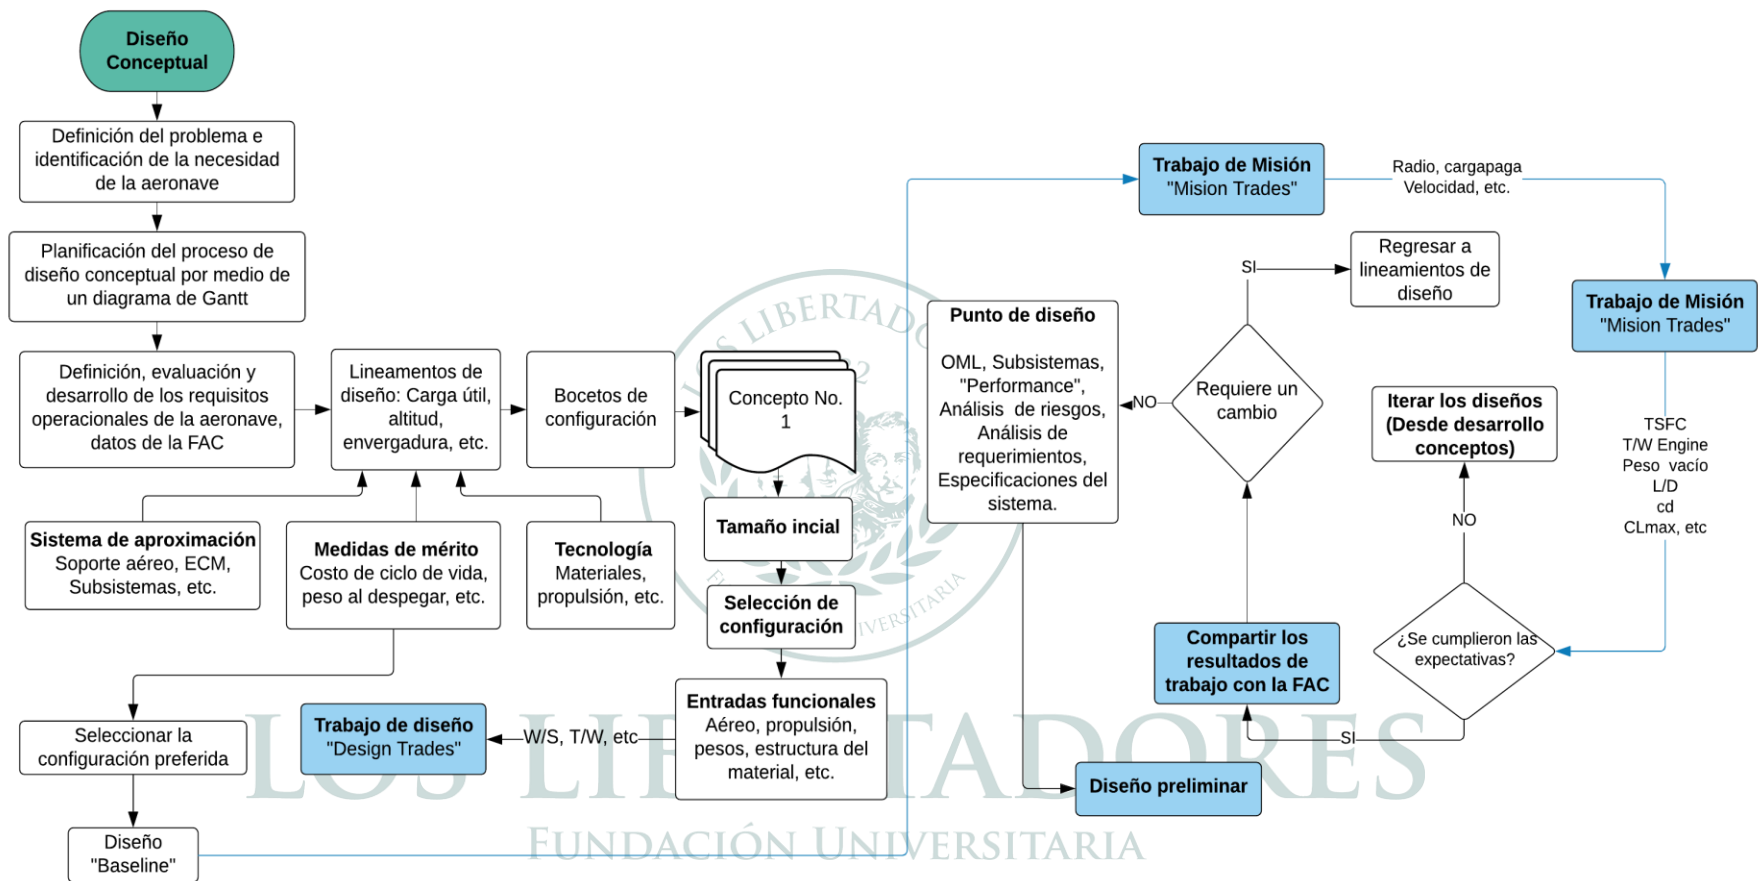 Diseño
Conceptual
Definición del problema e
identificación de la necesidad
de la aeronave
Planificación del proceso de
diseño conceptual por medio de
un diagrama de Gantt
Definición, evaluación y
desarrollo de los requisitos
operacionales de la aeronave,
datos de la FAC
Lineamentos de
diseño: Carga útil,
altitud,
envergadura, etc.
Bocetos de
configuración
Concepto No.
1
Sistema de aproximación
Soporte aéreo, ECM,
Subsistemas, etc.
Medidas de mérito
Costo de ciclo de vida,
peso al despegar, etc.
Tecnología
Materiales,
propulsión, etc.
Tamaño incial
Selección de
configuración
Entradas funcionales
Aéreo, propulsión,
pesos, estructura del
material, etc.
W/S, T/W, etc
Trabajo de diseño
"Design Trades"
Seleccionar la
configuración preferida
Diseño
"Baseline"
Trabajo de Misión
"Mision Trades"
Radio, cargapaga
Velocidad, etc.
Trabajo de Misión
"Mision Trades"
TSFC
T/W Engine
Peso vacío
L/D
cd
CLmax, etc
¿Se cumplieron las
expectativas?
NO
Iterar los diseños
(Desde desarrollo
conceptos)
SI
Compartir los
resultados de
trabajo con la FAC
Requiere un
cambio
SI
Regresar a
lineamientos de
diseño
NO
Punto de diseño
OML, Subsistemas,
"Performance",
Análisis de riesgos,
Análisis de
requerimientos,
Especificaciones del
sistema.
Diseño preliminar
LOS LIBERTADORES
FUNDACIÓN UNIVERSITARIA